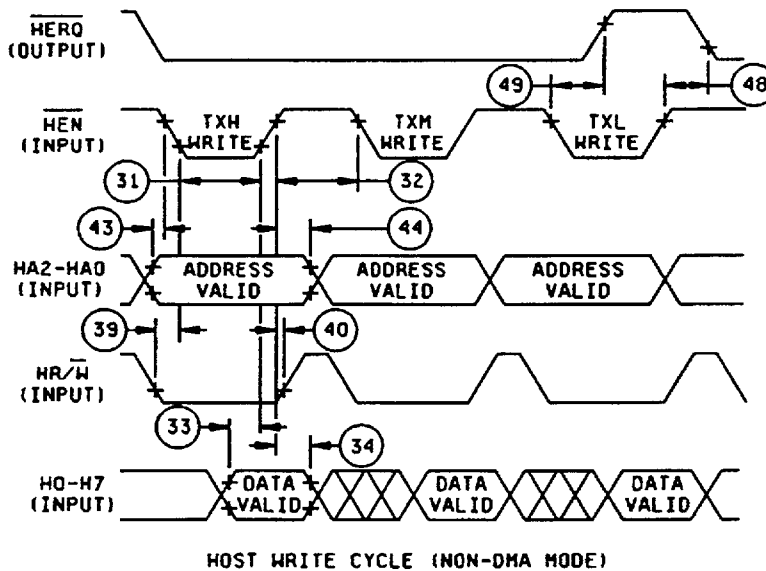 HERQ
(OUTPUT)
49
48
HEN
(INPUT)
TXH
WRITE
TXM
WRITE
TXL
WRITE
31
32
43
44
HA2-HA0
(INPUT)
ADDRESS
VALID
ADDRESS
VALID
ADDRESS
VALID
39
40
HR/W
(INPUT)
33
34
H0-H7
(INPUT)
DATA
VALID
DATA
VALID
DATA
VALID
HOST WRITE CYCLE (NON-DMA MODE)